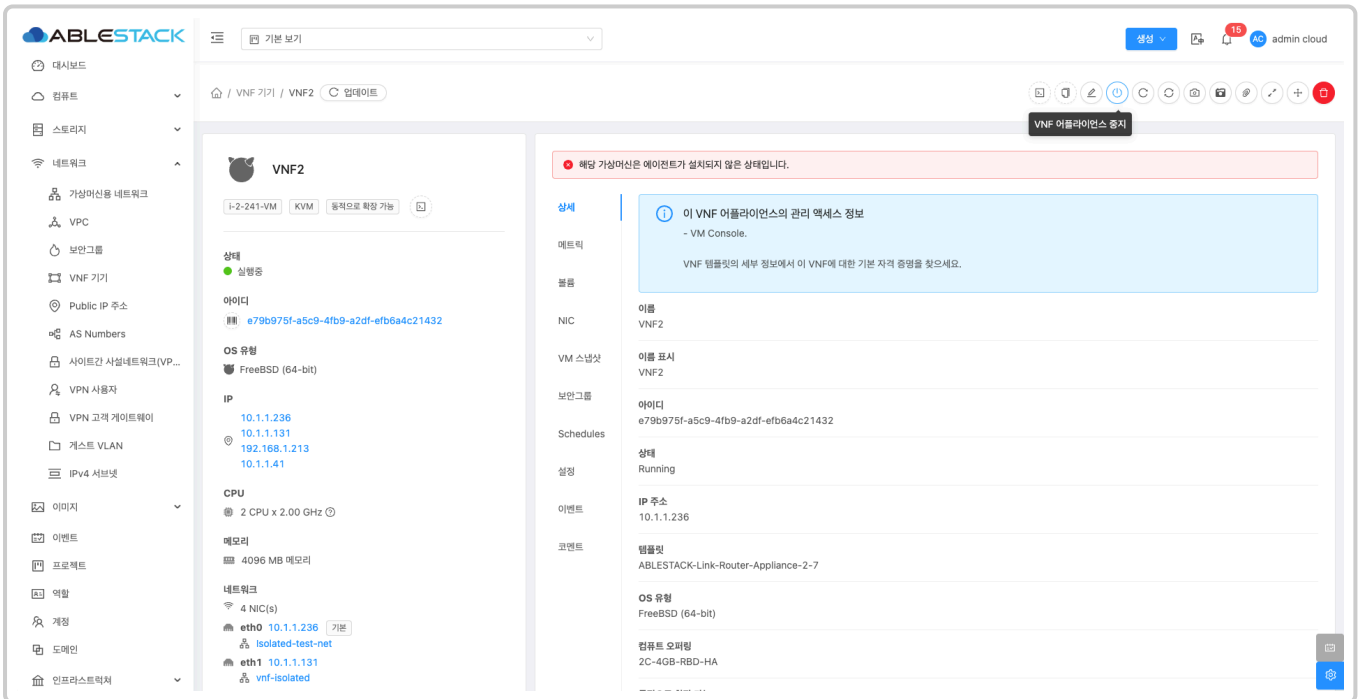 ABLESTACK
기본 보기
생성
15
AC
admin cloud
대시보드
컴퓨트
스토리지
네트워크
가상머신용 네트워크
VPC
보안그룹
VNF 기기
Public IP 주소
AS Numbers
사이트간 사설네트워크(VP...
VPN 사용자
VPN 고객 게이트웨이
게스트 VLAN
IPv4 서브넷
이미지
이벤트
프로젝트
역할
계정
도메인
인프라스트럭쳐
/ VNF 기기 / VNF2 업데이트
VNF 어플라이언스 중지
VNF2
i-2-241-VM KVM 동적으로 확장 가능
상태
실행중
아이디
e79b975f-a5c9-4fb9-a2df-efb6a4c21432
OS 유형
FreeBSD (64-bit)
IP
10.1.1.236
10.1.1.131
192.168.1.213
10.1.1.41
CPU
2 CPU x 2.00 GHz
메모리
4096 MB 메모리
네트워크
4 NIC(s)
eth0 10.1.1.236 기본
Isolated-test-net
eth1 10.1.1.131
vnf-isolated
해당 가상머신은 에이전트가 설치되지 않은 상태입니다.
상세
메트릭
볼륨
NIC
VM 스냅샷
보안그룹
Schedules
설정
이벤트
코멘트
이 VNF 어플라이언스의 관리 액세스 정보
- VM Console.
VNF 템플릿의 세부 정보에서 이 VNF에 대한 기본 자격 증명을 찾으세요.
이름
VNF2
이름 표시
VNF2
아이디
e79b975f-a5c9-4fb9-a2df-efb6a4c21432
상태
Running
IP 주소
10.1.1.236
템플릿
ABLESTACK-Link-Router-Appliance-2-7
OS 유형
FreeBSD (64-bit)
컴퓨트 오퍼링
2C-4GB-RBD-HA